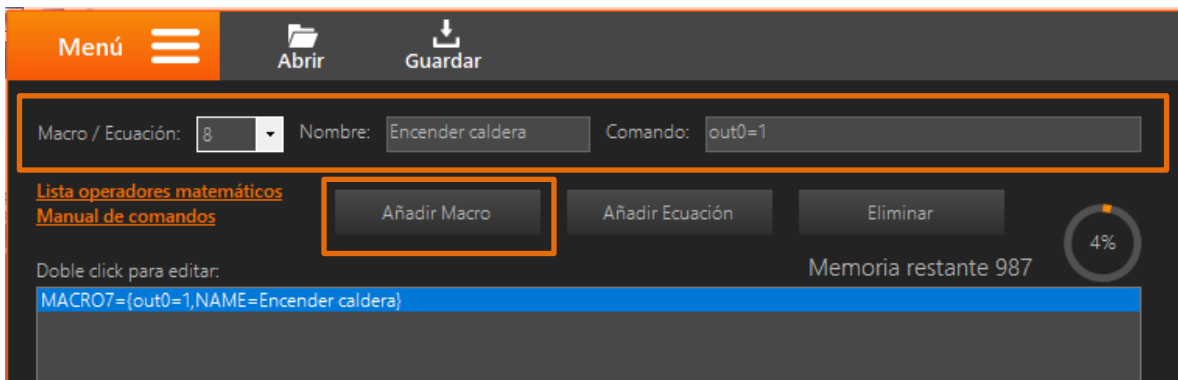 Menú
Abrir
Guardar
Macro / Ecuación: 8 Nombre: Encender caldera Comando: out0=1
Lista operadores matemáticos
Manual de comandos
Añadir Macro Añadir Ecuación Eliminar
4%
Doble click para editar: Memoria restante 987
MACRO7={out0=1,NAME=Encender caldera}